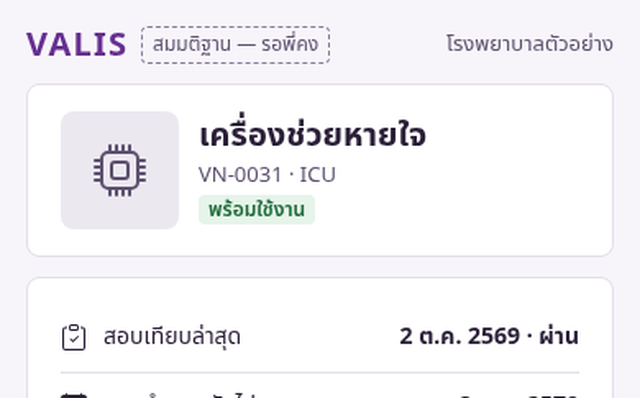 VALIS
สมมติฐาน — รอพี่คง
โรงพยาบาลตัวอย่าง
เครื่องช่วยหายใจ
VN-0031 · ICU
พร้อมใช้งาน
สอบเทียบล่าสุด
2 ต.ค. 2569 · ผ่าน